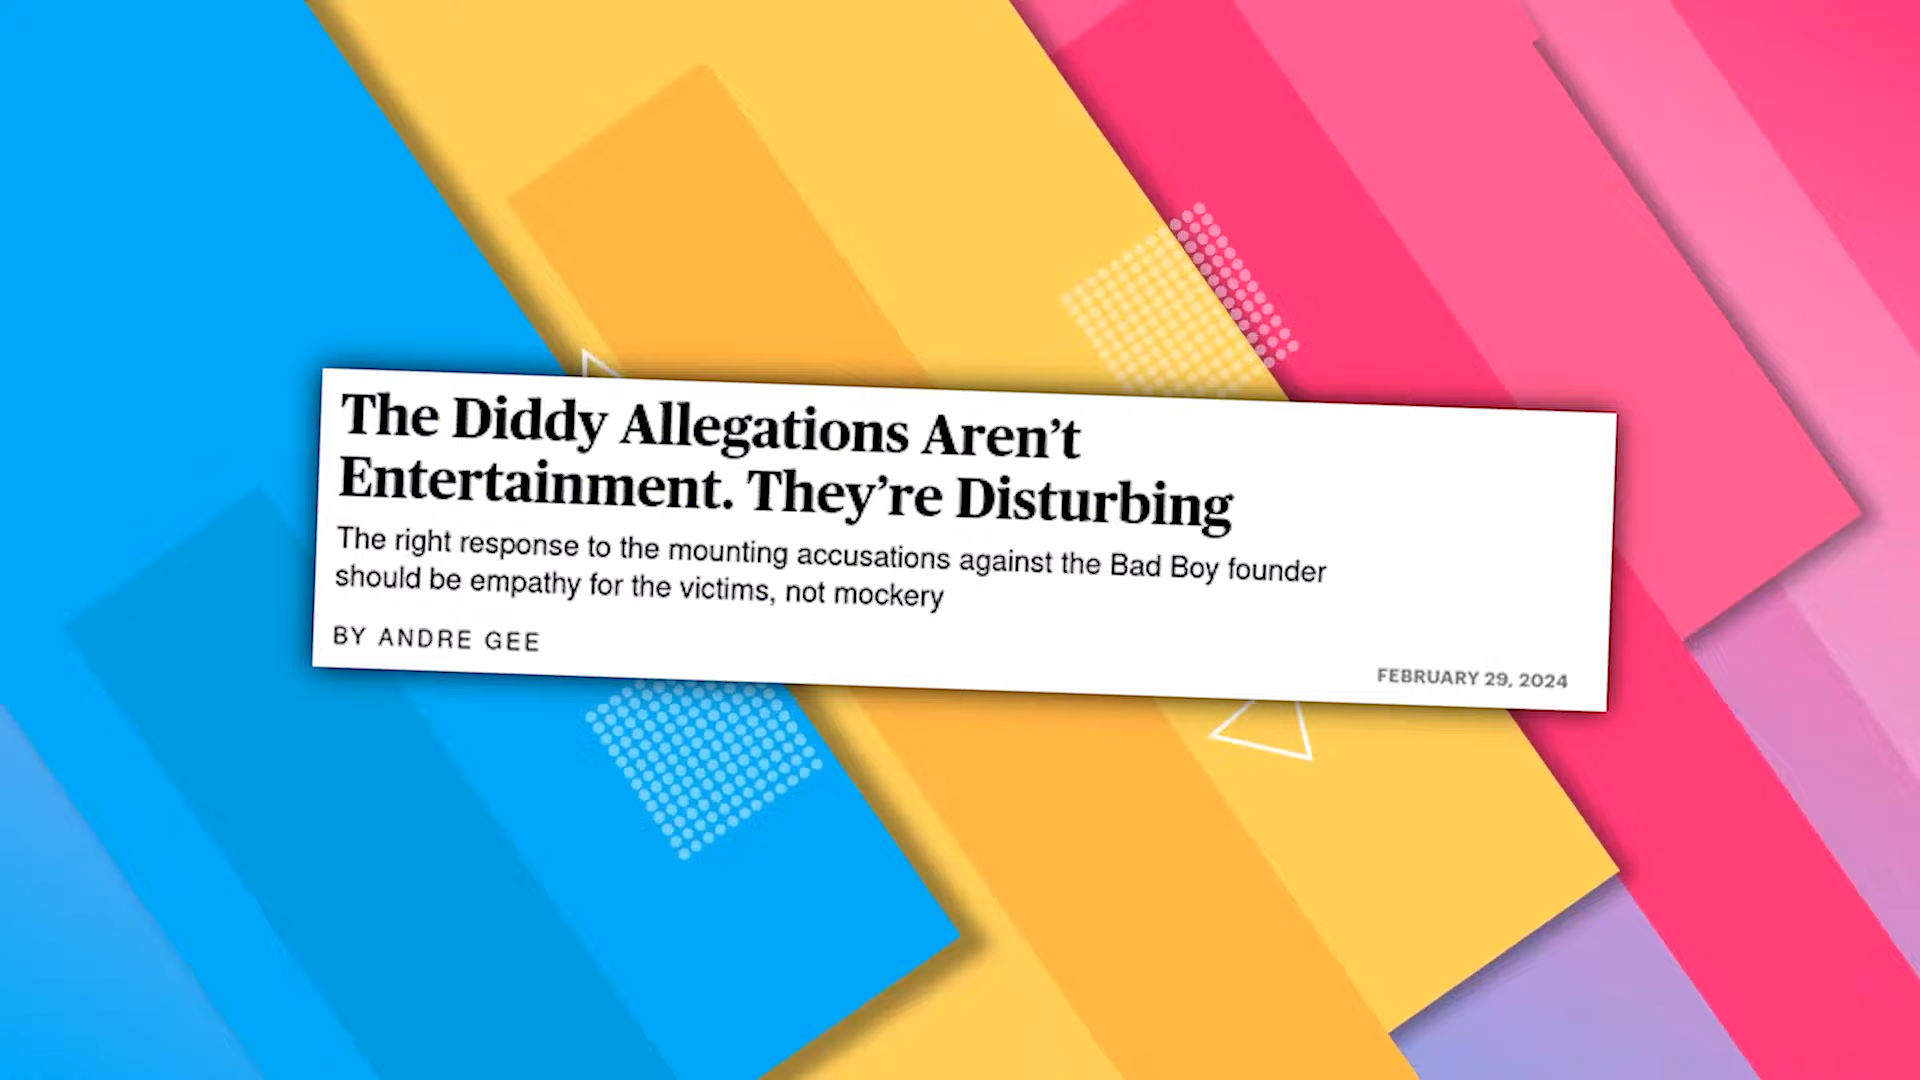 The Diddy Allegations Aren’t
Entertainment. They’re Disturbing
The right response to the mounting accusations against the Bad Boy founder
should be empathy for the victims, not mockery
BY ANDRE GEE
FEBRUARY 29, 2024